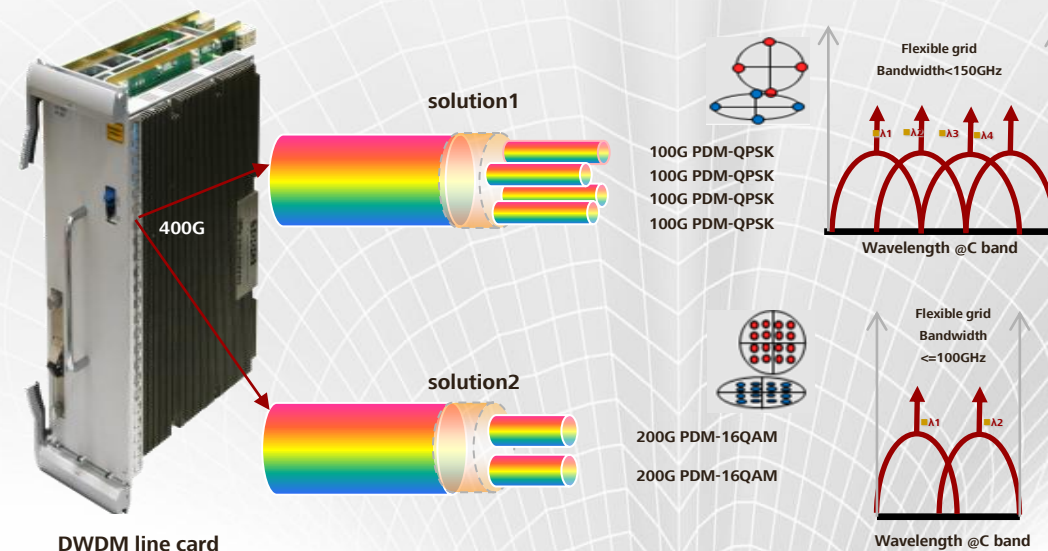 solution1
400G
100G PDM-QPSK
100G PDM-QPSK
100G PDM-QPSK
100G PDM-QPSK
Flexible grid
Bandwidth<150GHz
λ1 λ2 λ3 λ4
Wavelength @C band
solution2
200G PDM-16QAM
200G PDM-16QAM
Flexible grid
Bandwidth
<=100GHz
λ1 λ2
Wavelength @C band
DWDM line card